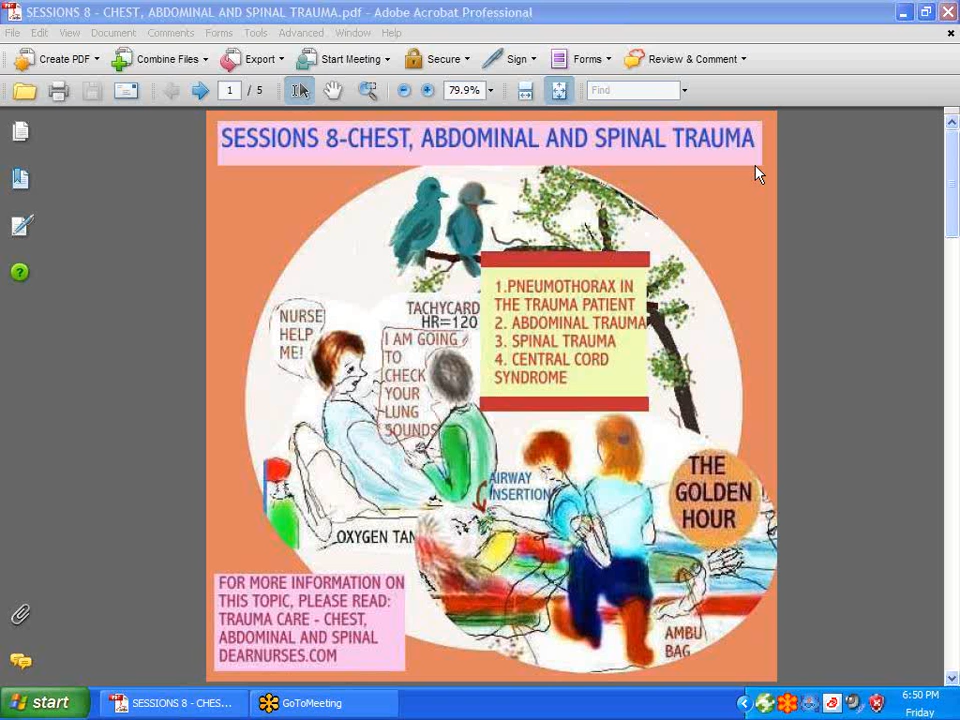 SESSIONS 8 - CHEST, ABDOMINAL AND SPINAL TRAUMA.pdf - Adobe Acrobat Professional
File Edit View Document Comments Forms Tools Advanced Window Help
Create PDF Combine Files Export Start Meeting Secure Sign Forms Review & Comment
1 / 5 79.9% Find
SESSIONS 8-CHEST, ABDOMINAL AND SPINAL TRAUMA
1.PNEUMOTHORAX IN
THE TRAUMA PATIENT
2. ABDOMINAL TRAUMA
3. SPINAL TRAUMA
4. CENTRAL CORD
SYNDROME
NURSE
HELP
ME!
TACHYCARD
HR=120
I AM GOING
TO
CHECK
YOUR
LUNG
SOUNDS
AIRWAY
INSERTION
THE
GOLDEN
HOUR
OXYGEN TAN
FOR MORE INFORMATION ON
THIS TOPIC, PLEASE READ:
TRAUMA CARE - CHEST,
ABDOMINAL AND SPINAL
DEARNURSES.COM
AMBU
BAG
start SESSIONS 8 - CHES... GoToMeeting 6:50 PM
Friday